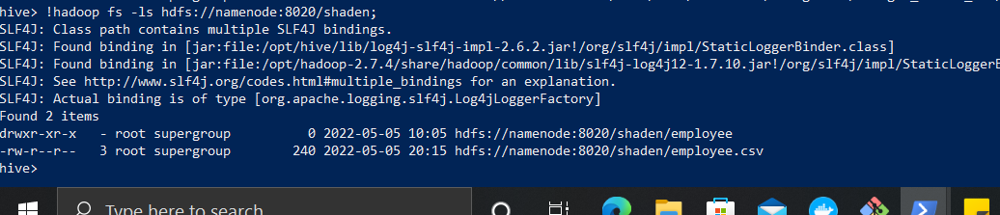 hive> !hadoop fs -ls hdfs://namenode:8020/shaden;
SLF4J: Class path contains multiple SLF4J bindings.
SLF4J: Found binding in [jar:file:/opt/hive/lib/log4j-slf4j-impl-2.6.2.jar!/org/slf4j/impl/StaticLoggerBinder.class]
SLF4J: Found binding in [jar:file:/opt/hadoop-2.7.4/share/hadoop/common/lib/slf4j-log4j12-1.7.10.jar!/org/slf4j/impl/StaticLoggerB
SLF4J: See http://www.slf4j.org/codes.html#multiple_bindings for an explanation.
SLF4J: Actual binding is of type [org.apache.logging.slf4j.Log4jLoggerFactory]
Found 2 items
drwxr-xr-x   - root supergroup          0 2022-05-05 10:05 hdfs://namenode:8020/shaden/employee
-rw-r--r--   3 root supergroup        240 2022-05-05 20:15 hdfs://namenode:8020/shaden/employee.csv
hive>
Type here to search